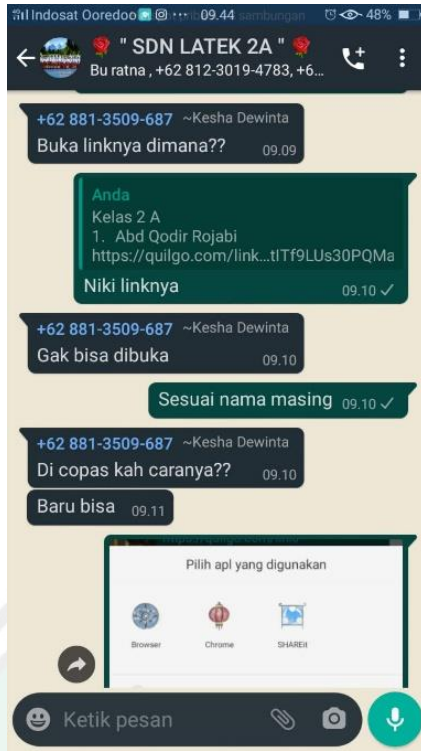 Indosat Ooredoo 09.44 sambungan 48%
" SDN LATEK 2A "
Bu ratna , +62 812-3019-4783, +6...
+62 881-3509-687 ~Kesha Dewinta
Buka linknya dimana?? 09.09
Anda
Kelas 2 A
1. Abd Qodir Rojabi
https://quilgo.com/link...tITf9LUs30PQMa
Niki linknya 09.10
+62 881-3509-687 ~Kesha Dewinta
Gak bisa dibuka 09.10
Sesuai nama masing 09.10
+62 881-3509-687 ~Kesha Dewinta
Di copas kah caranya?? 09.10
Baru bisa 09.11
Pilih apl yang digunakan
Browser Chrome SHAREit
Ketik pesan